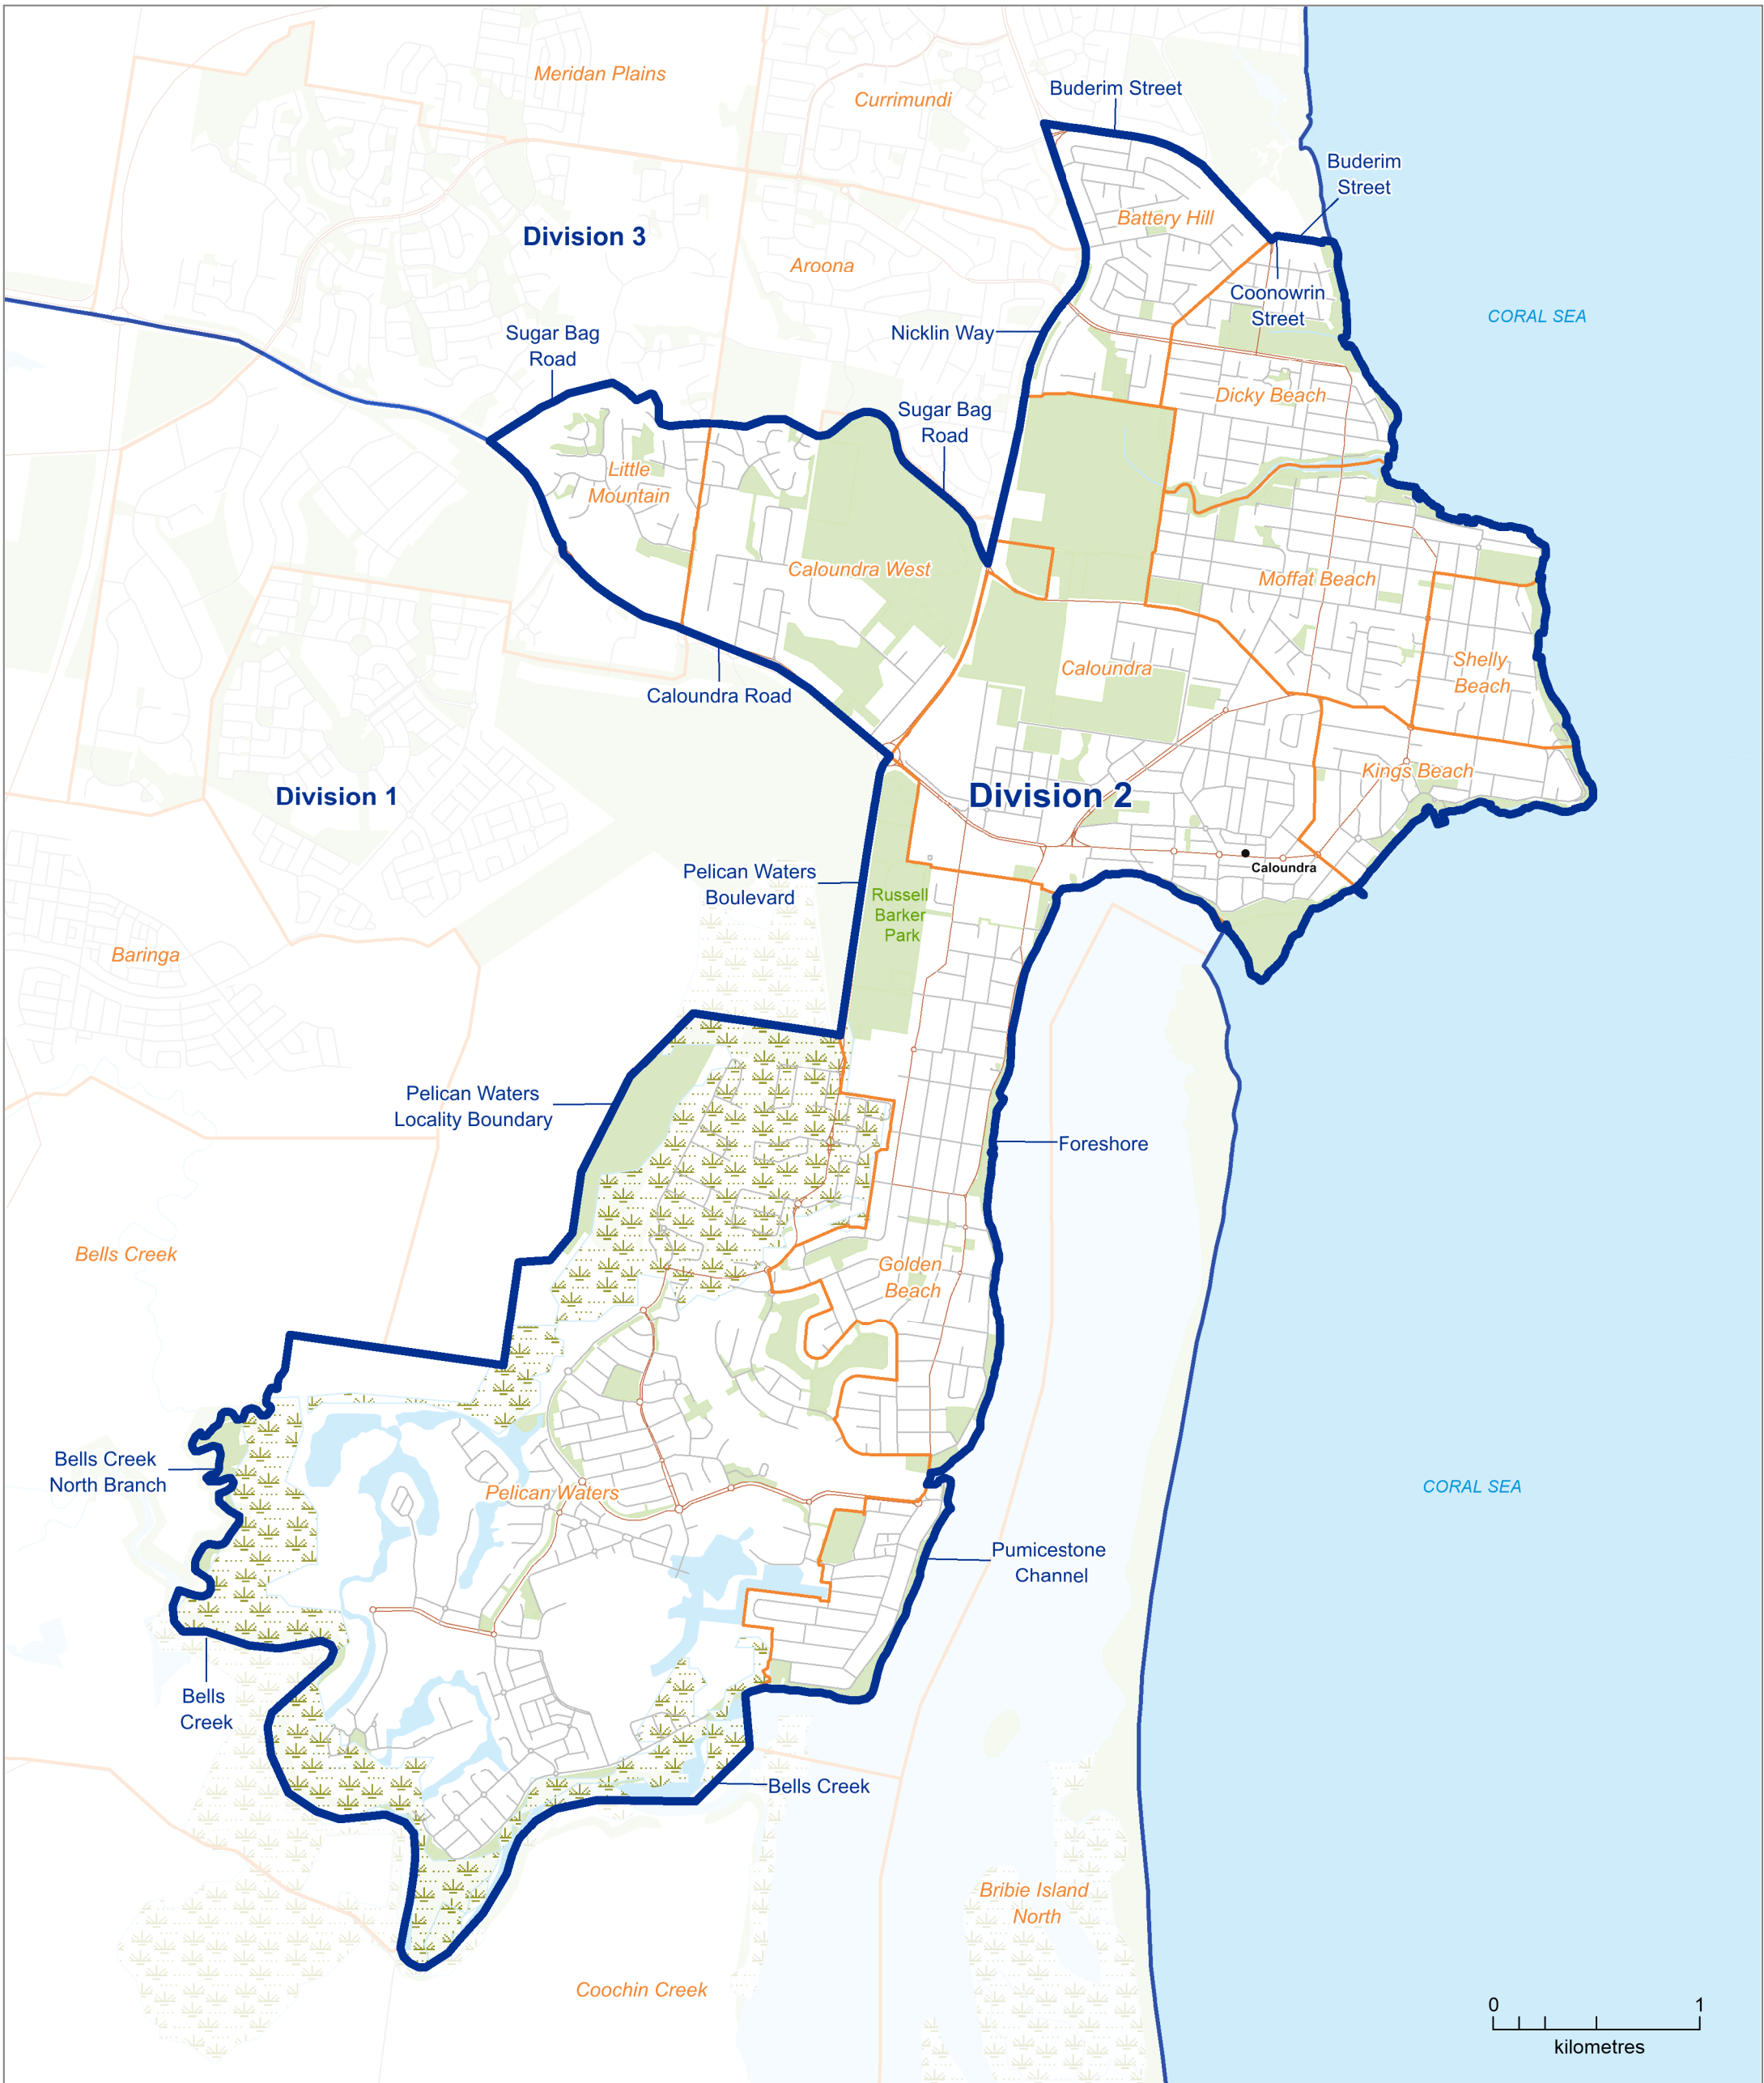 Meridan Plains
Buderim Street
Currimundi
Buderim
Street
Battery Hill
Division 3
Aroona
Coonowrin
Street
CORAL SEA
Sugar Bag
Road
Nicklin Way
Dicky Beach
Sugar Bag
Road
Little
Mountain
Caloundra West
Moffat Beach
Caloundra
Shelly
Beach
Caloundra Road
Kings Beach
Division 1
Division 2
Caloundra
Pelican Waters
Boulevard
Russell
Barker
Park
Baringa
Pelican Waters
Locality Boundary
Foreshore
Bells Creek
Golden
Beach
Bells Creek
North Branch
Pelican Waters
CORAL SEA
Pumicestone
Channel
Bells
Creek
Bells Creek
Bribie Island
North
Coochin Creek
0 1
kilometres